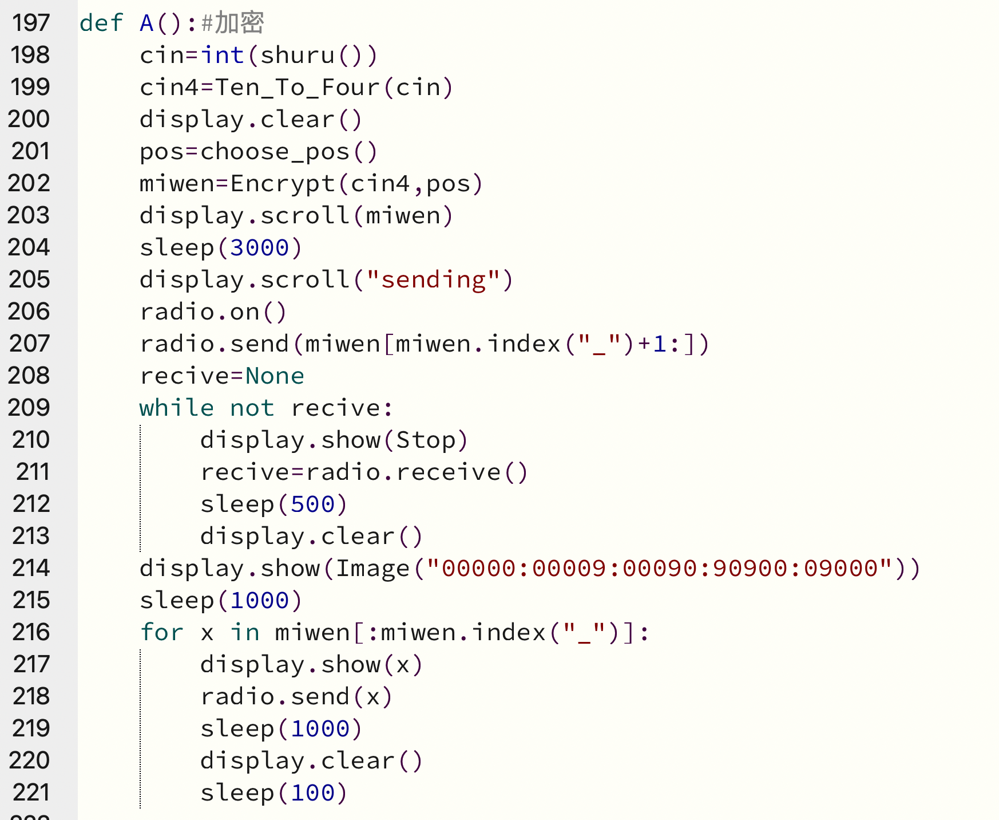 197 def A():#加密
198     cin=int(shuru())
199     cin4=Ten_To_Four(cin)
200     display.clear()
201     pos=choose_pos()
202     miwen=Encrypt(cin4,pos)
203     display.scroll(miwen)
204     sleep(3000)
205     display.scroll("sending")
206     radio.on()
207     radio.send(miwen[miwen.index("_")+1:])
208     recive=None
209     while not recive:
210         display.show(Stop)
211         recive=radio.receive()
212         sleep(500)
213         display.clear()
214     display.show(Image("00000:00009:00090:90900:09000"))
215     sleep(1000)
216     for x in miwen[:miwen.index("_")]:
217         display.show(x)
218         radio.send(x)
219         sleep(1000)
220         display.clear()
221         sleep(100)